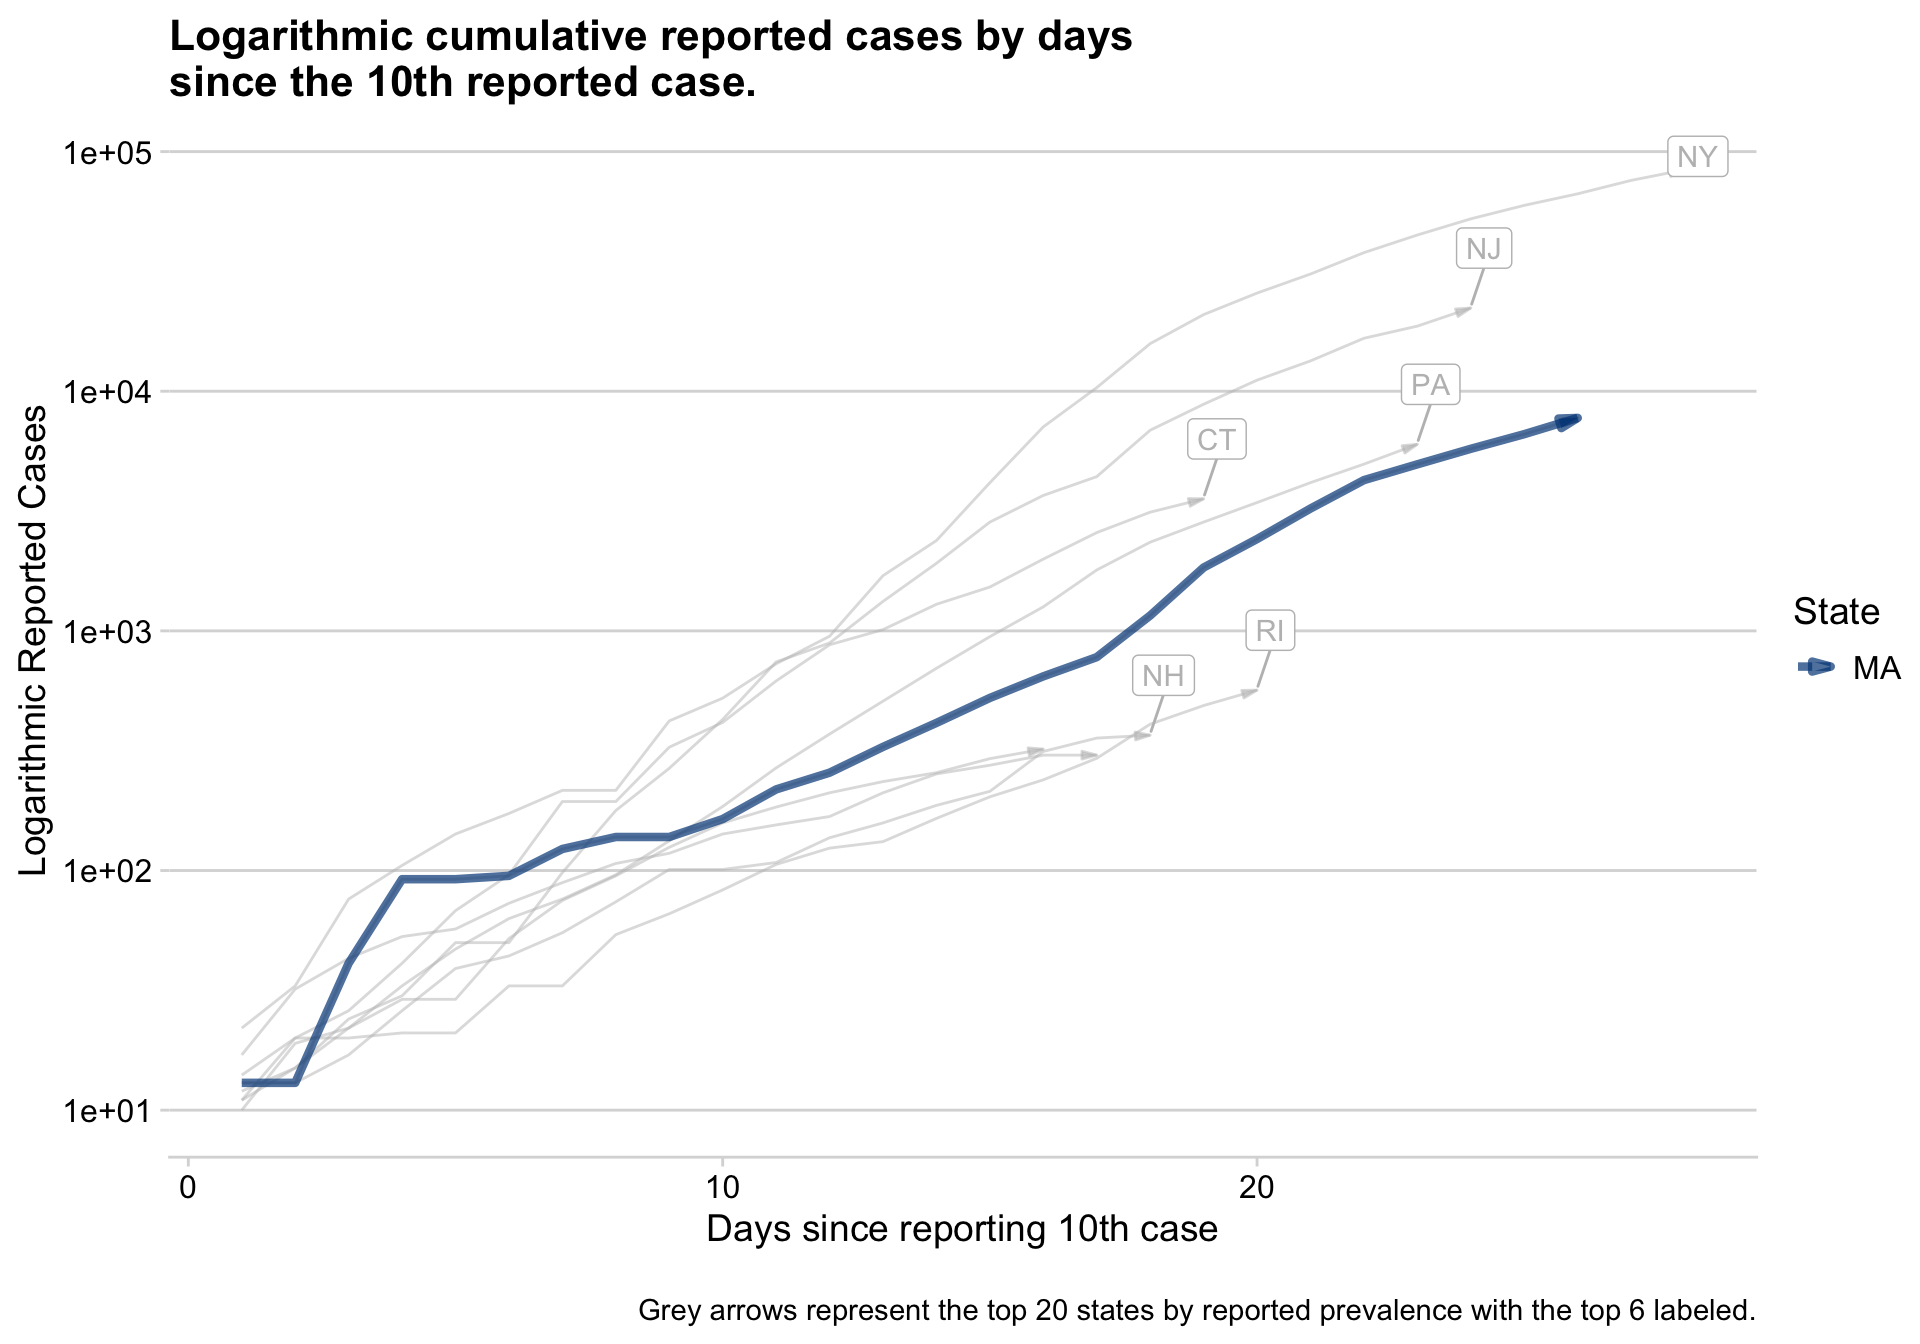 Logarithmic cumulative reported cases by days
since the 10th reported case.
1e+05
NY
NJ
1e+04
PA
CT
1e+03
RI
NH
1e+02
1e+01
Logarithmic Reported Cases
State
MA
0
10
20
Days since reporting 10th case
Grey arrows represent the top 20 states by reported prevalence with the top 6 labeled.